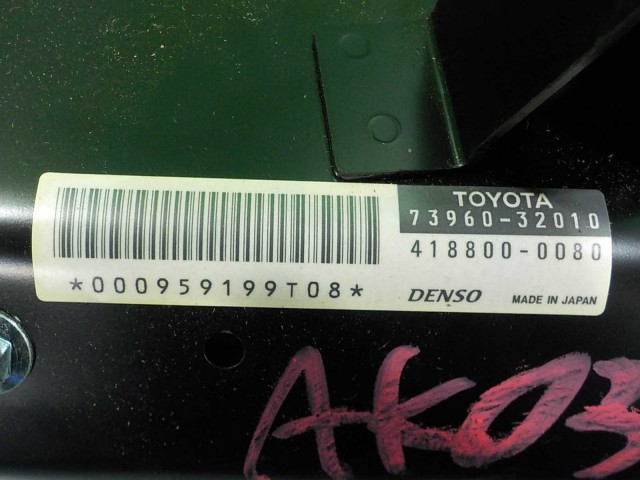 TOYOTA
73960-32010
418800-0080
*000959199T08*
DENSO MADE IN JAPAN
AK03